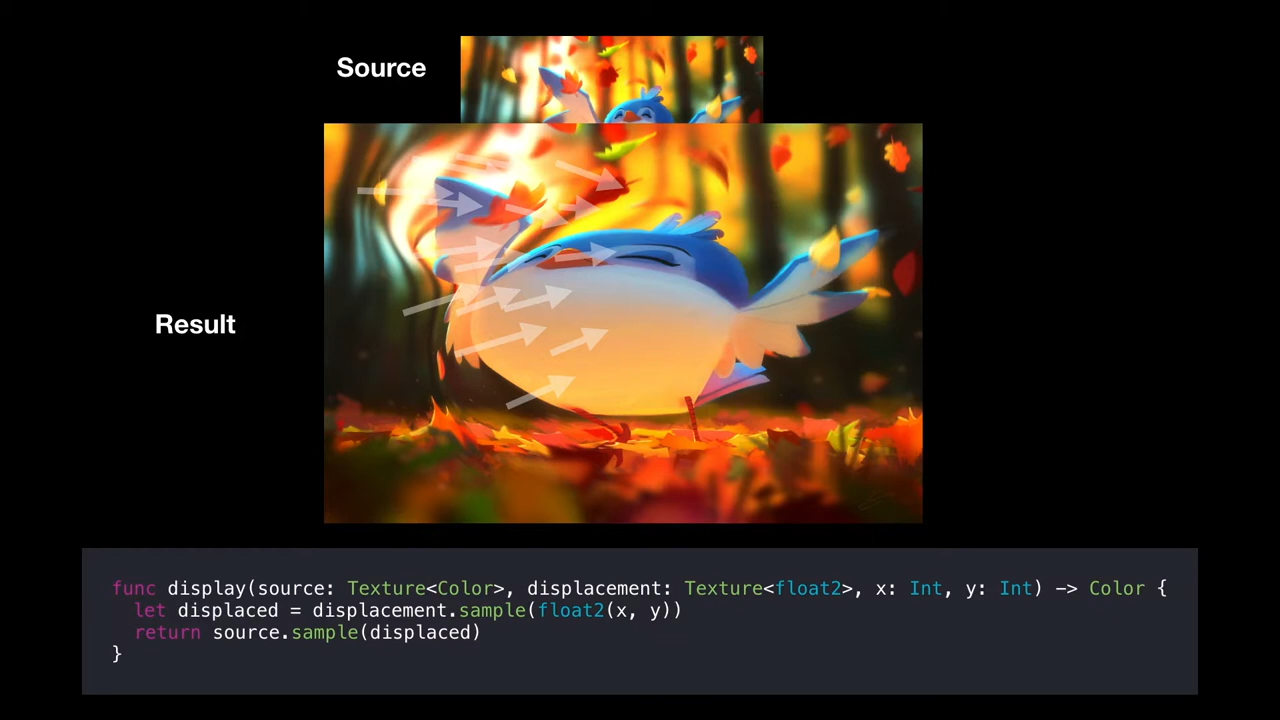 Source
Result
func display(source: Texture<Color>, displacement: Texture<float2>, x: Int, y: Int) -> Color {
  let displaced = displacement.sample(float2(x, y))
  return source.sample(displaced)
}